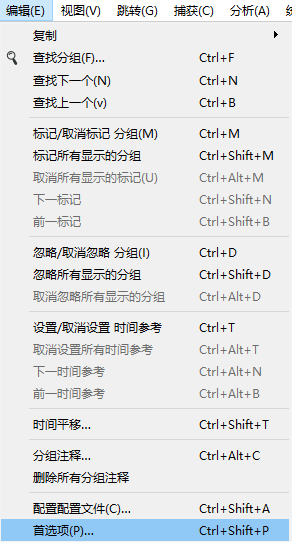 编辑(E) 视图(V) 跳转(G) 捕获(C) 分析(A)
复制
查找分组(F)... Ctrl+F
查找下一个(N) Ctrl+N
查找上一个(v) Ctrl+B
标记/取消标记 分组(M) Ctrl+M
标记所有显示的分组 Ctrl+Shift+M
取消所有显示的标记(U) Ctrl+Alt+M
下一标记 Ctrl+Shift+N
前一标记 Ctrl+Shift+B
忽略/取消忽略 分组(I) Ctrl+D
忽略所有显示的分组 Ctrl+Shift+D
取消忽略所有显示的分组 Ctrl+Alt+D
设置/取消设置 时间参考 Ctrl+T
取消设置所有时间参考 Ctrl+Alt+T
下一时间参考 Ctrl+Alt+N
前一时间参考 Ctrl+Alt+B
时间平移... Ctrl+Shift+T
分组注释... Ctrl+Alt+C
删除所有分组注释
配置配置文件(C)... Ctrl+Shift+A
首选项(P)... Ctrl+Shift+P